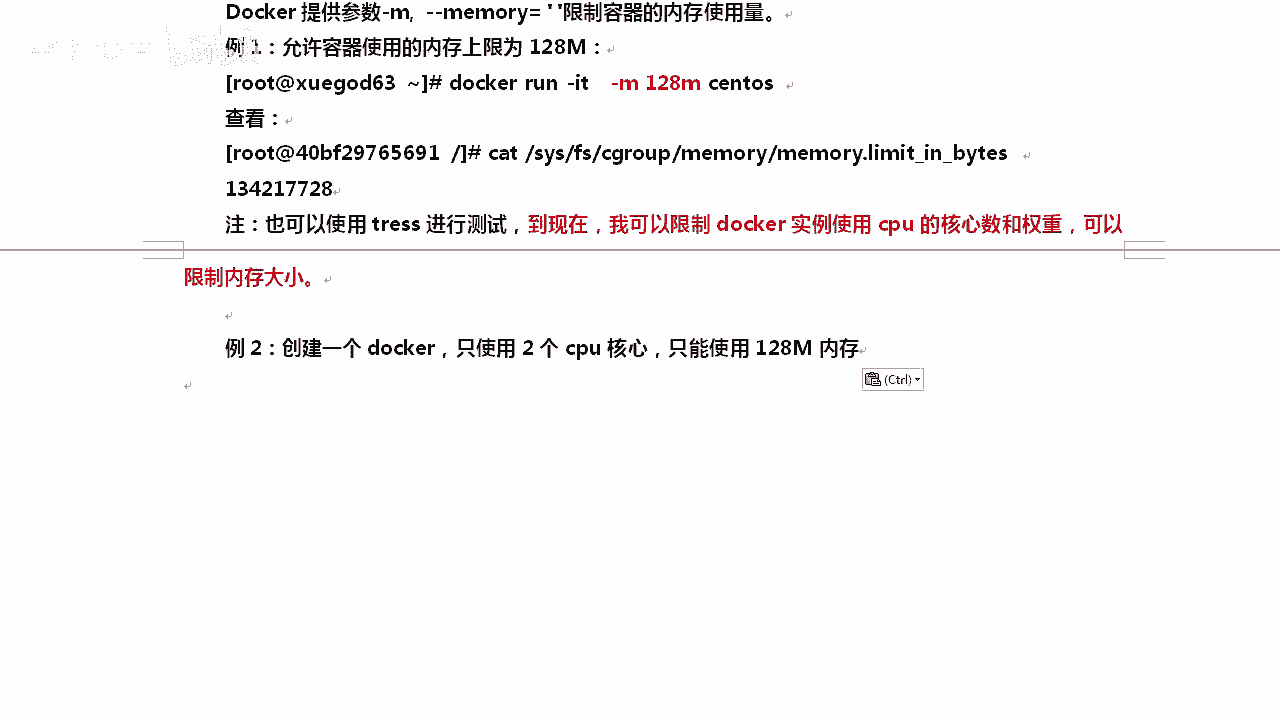 Docker 提供参数-m, --memory=' '限制容器的内存使用量。
例 1：允许容器使用的内存上限为 128M：
[root@xuegod63 ~]# docker run -it -m 128m centos
查看：
[root@40bf29765691 /]# cat /sys/fs/cgroup/memory/memory.limit_in_bytes
134217728
注：也可以使用 tress 进行测试，到现在，我可以限制 docker 实例使用 cpu 的核心数和权重，可以
限制内存大小。
例 2：创建一个 docker，只使用 2 个 cpu 核心，只能使用 128M 内存
(Ctrl)